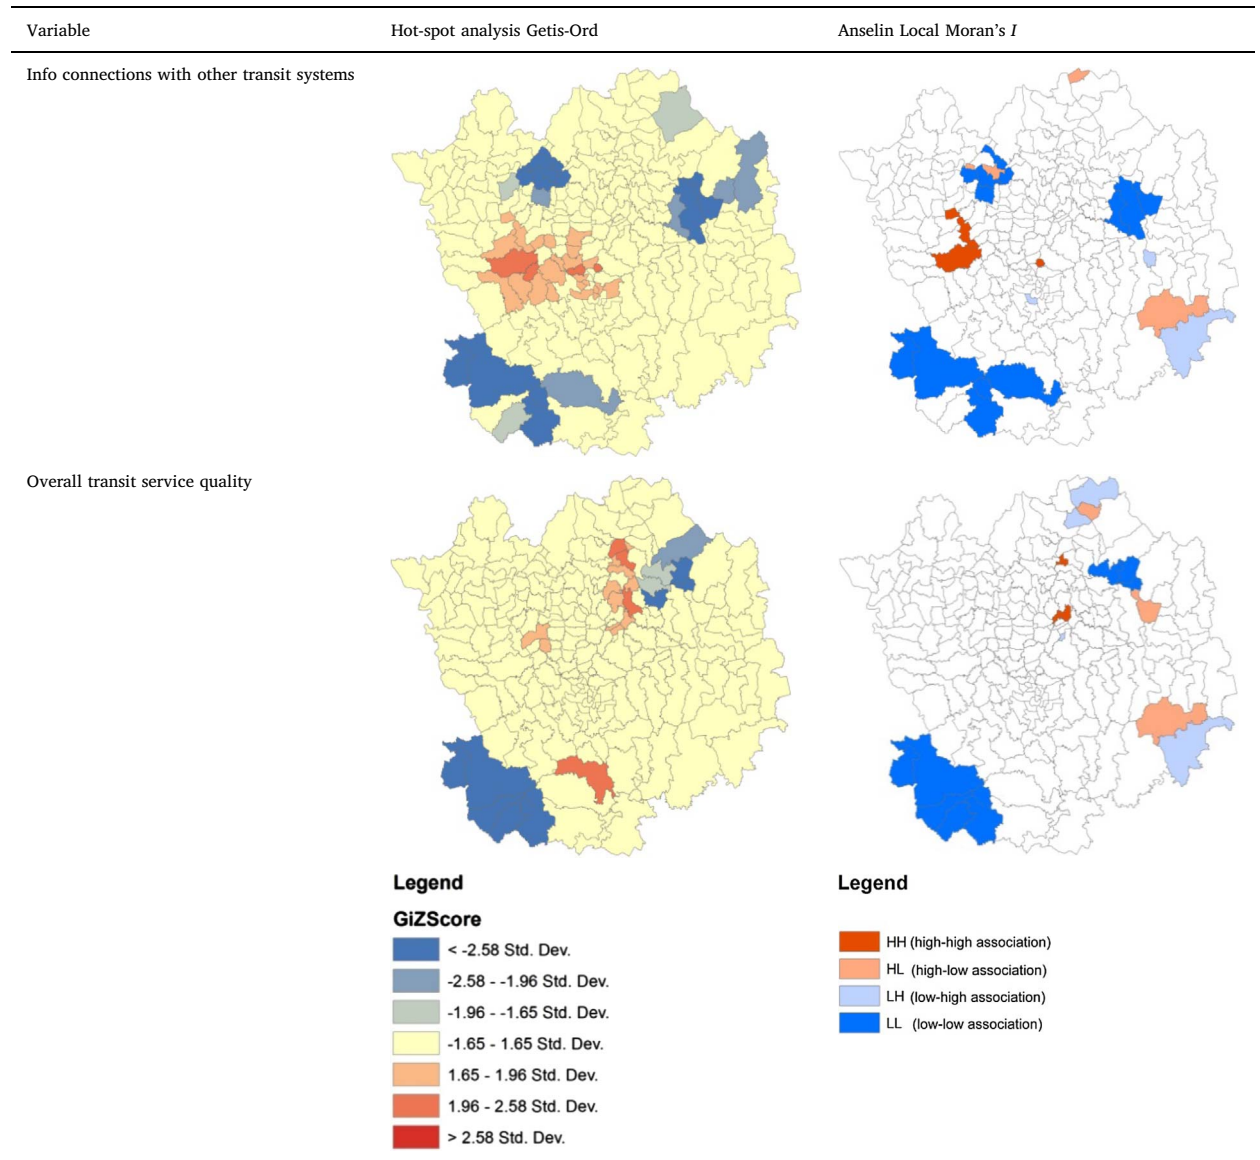 Variable Hot-spot analysis Getis-Ord Anselin Local Moran's I
Info connections with other transit systems
Overall transit service quality
Legend
GiZScore
< -2.58 Std. Dev.
-2.58 - -1.96 Std. Dev.
-1.96 - -1.65 Std. Dev.
-1.65 - 1.65 Std. Dev.
1.65 - 1.96 Std. Dev.
1.96 - 2.58 Std. Dev.
> 2.58 Std. Dev.
Legend
HH (high-high association)
HL (high-low association)
LH (low-high association)
LL (low-low association)